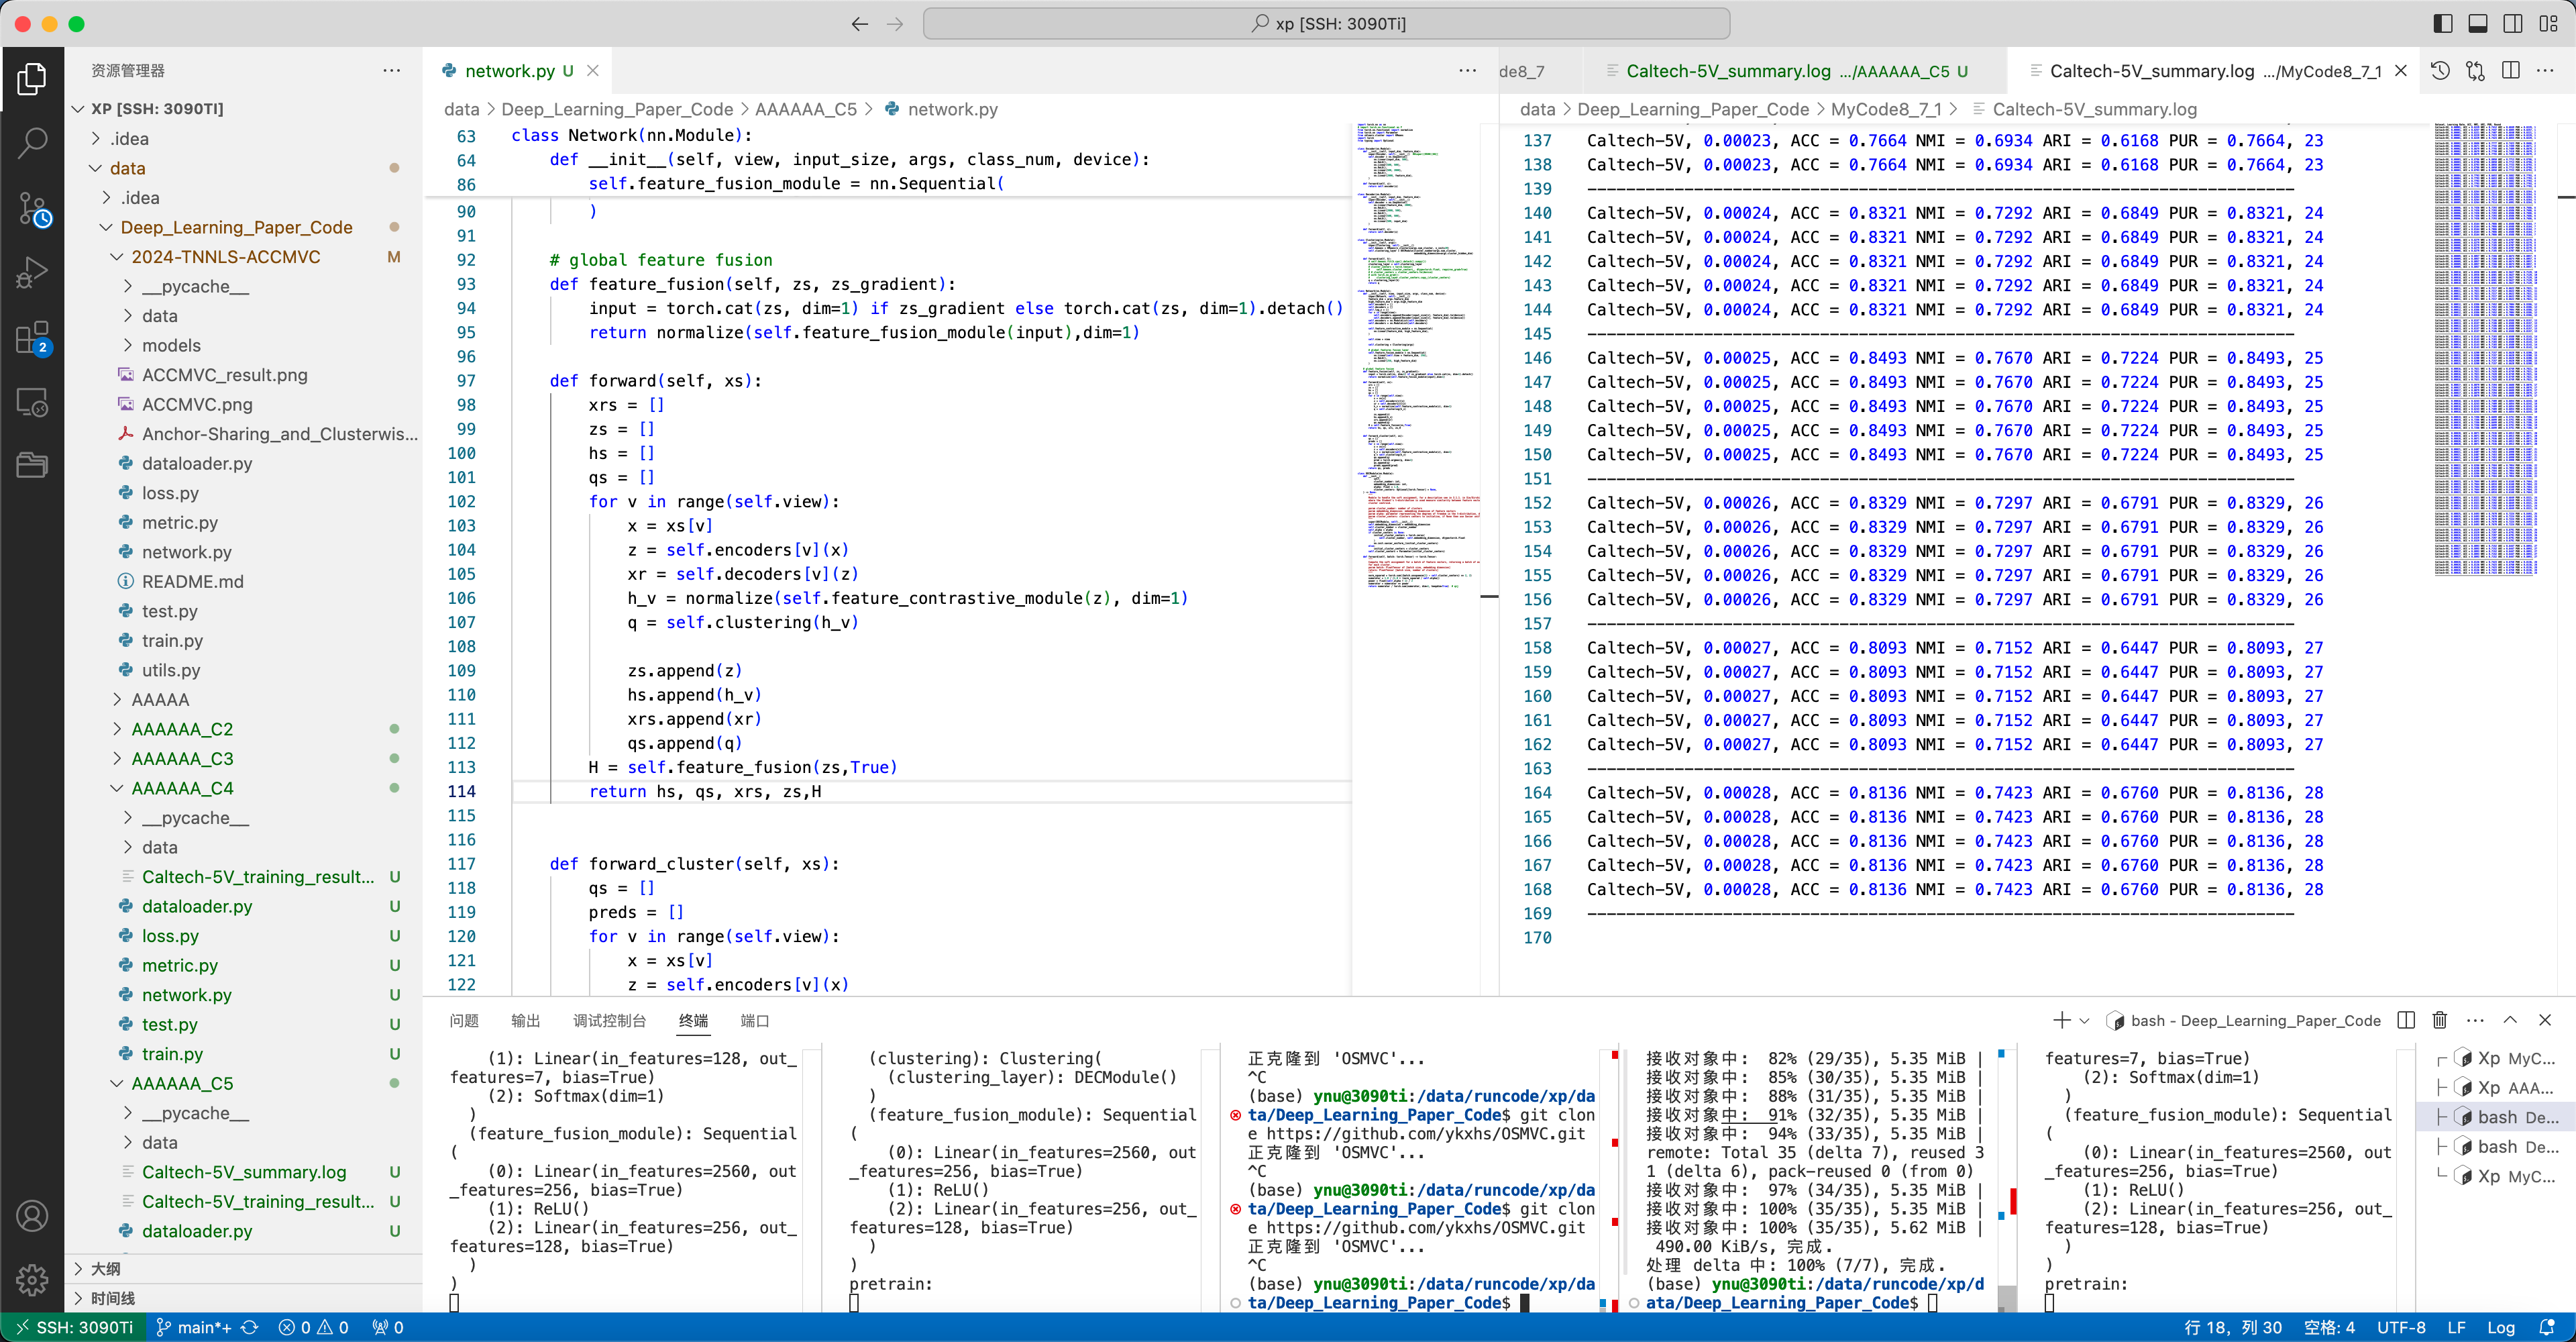 xp [SSH: 3090Ti]
资源管理器
XP [SSH: 3090TI]
.idea
data
.idea
Deep_Learning_Paper_Code
2024-TNNLS-ACCMVC M
__pycache__
data
models
ACCMVC_result.png
ACCMVC.png
Anchor-Sharing_and_Clusterwis...
dataloader.py
loss.py
metric.py
network.py
README.md
test.py
train.py
utils.py
AAAAA
AAAAAA_C2
AAAAAA_C3
AAAAAA_C4
__pycache__
data
Caltech-5V_training_result... U
dataloader.py U
loss.py U
metric.py U
network.py U
test.py U
train.py U
AAAAAA_C5
__pycache__
data
Caltech-5V_summary.log U
Caltech-5V_training_result... U
dataloader.py U
大纲
时间线
2
network.py U
data > Deep_Learning_Paper_Code > AAAAAA_C5 > network.py
63 class Network(nn.Module):
64 def __init__(self, view, input_size, args, class_num, device):
86 self.feature_fusion_module = nn.Sequential(
90 )
91
92 # global feature fusion
93 def feature_fusion(self, zs, zs_gradient):
94 input = torch.cat(zs, dim=1) if zs_gradient else torch.cat(zs, dim=1).detach()
95 return normalize(self.feature_fusion_module(input),dim=1)
96
97 def forward(self, xs):
98 xrs = []
99 zs = []
100 hs = []
101 qs = []
102 for v in range(self.view):
103 x = xs[v]
104 z = self.encoders[v](x)
105 xr = self.decoders[v](z)
106 h_v = normalize(self.feature_contrastive_module(z), dim=1)
107 q = self.clustering(h_v)
108
109 zs.append(z)
110 hs.append(h_v)
111 xrs.append(xr)
112 qs.append(q)
113 H = self.feature_fusion(zs,True)
114 return hs, qs, xrs, zs,H
115
116
117 def forward_cluster(self, xs):
118 qs = []
119 preds = []
120 for v in range(self.view):
121 x = xs[v]
122 z = self.encoders[v](x)
de8_7
Caltech-5V_summary.log .../AAAAAA_C5 U
Caltech-5V_summary.log .../MyCode8_7_1
data > Deep_Learning_Paper_Code > MyCode8_7_1 > Caltech-5V_summary.log
137 Caltech-5V, 0.00023, ACC = 0.7664 NMI = 0.6934 ARI = 0.6168 PUR = 0.7664, 23
138 Caltech-5V, 0.00023, ACC = 0.7664 NMI = 0.6934 ARI = 0.6168 PUR = 0.7664, 23
139 -------------------------------------------------------------------------
140 Caltech-5V, 0.00024, ACC = 0.8321 NMI = 0.7292 ARI = 0.6849 PUR = 0.8321, 24
141 Caltech-5V, 0.00024, ACC = 0.8321 NMI = 0.7292 ARI = 0.6849 PUR = 0.8321, 24
142 Caltech-5V, 0.00024, ACC = 0.8321 NMI = 0.7292 ARI = 0.6849 PUR = 0.8321, 24
143 Caltech-5V, 0.00024, ACC = 0.8321 NMI = 0.7292 ARI = 0.6849 PUR = 0.8321, 24
144 Caltech-5V, 0.00024, ACC = 0.8321 NMI = 0.7292 ARI = 0.6849 PUR = 0.8321, 24
145 -------------------------------------------------------------------------
146 Caltech-5V, 0.00025, ACC = 0.8493 NMI = 0.7670 ARI = 0.7224 PUR = 0.8493, 25
147 Caltech-5V, 0.00025, ACC = 0.8493 NMI = 0.7670 ARI = 0.7224 PUR = 0.8493, 25
148 Caltech-5V, 0.00025, ACC = 0.8493 NMI = 0.7670 ARI = 0.7224 PUR = 0.8493, 25
149 Caltech-5V, 0.00025, ACC = 0.8493 NMI = 0.7670 ARI = 0.7224 PUR = 0.8493, 25
150 Caltech-5V, 0.00025, ACC = 0.8493 NMI = 0.7670 ARI = 0.7224 PUR = 0.8493, 25
151 -------------------------------------------------------------------------
152 Caltech-5V, 0.00026, ACC = 0.8329 NMI = 0.7297 ARI = 0.6791 PUR = 0.8329, 26
153 Caltech-5V, 0.00026, ACC = 0.8329 NMI = 0.7297 ARI = 0.6791 PUR = 0.8329, 26
154 Caltech-5V, 0.00026, ACC = 0.8329 NMI = 0.7297 ARI = 0.6791 PUR = 0.8329, 26
155 Caltech-5V, 0.00026, ACC = 0.8329 NMI = 0.7297 ARI = 0.6791 PUR = 0.8329, 26
156 Caltech-5V, 0.00026, ACC = 0.8329 NMI = 0.7297 ARI = 0.6791 PUR = 0.8329, 26
157 -------------------------------------------------------------------------
158 Caltech-5V, 0.00027, ACC = 0.8093 NMI = 0.7152 ARI = 0.6447 PUR = 0.8093, 27
159 Caltech-5V, 0.00027, ACC = 0.8093 NMI = 0.7152 ARI = 0.6447 PUR = 0.8093, 27
160 Caltech-5V, 0.00027, ACC = 0.8093 NMI = 0.7152 ARI = 0.6447 PUR = 0.8093, 27
161 Caltech-5V, 0.00027, ACC = 0.8093 NMI = 0.7152 ARI = 0.6447 PUR = 0.8093, 27
162 Caltech-5V, 0.00027, ACC = 0.8093 NMI = 0.7152 ARI = 0.6447 PUR = 0.8093, 27
163 -------------------------------------------------------------------------
164 Caltech-5V, 0.00028, ACC = 0.8136 NMI = 0.7423 ARI = 0.6760 PUR = 0.8136, 28
165 Caltech-5V, 0.00028, ACC = 0.8136 NMI = 0.7423 ARI = 0.6760 PUR = 0.8136, 28
166 Caltech-5V, 0.00028, ACC = 0.8136 NMI = 0.7423 ARI = 0.6760 PUR = 0.8136, 28
167 Caltech-5V, 0.00028, ACC = 0.8136 NMI = 0.7423 ARI = 0.6760 PUR = 0.8136, 28
168 Caltech-5V, 0.00028, ACC = 0.8136 NMI = 0.7423 ARI = 0.6760 PUR = 0.8136, 28
169 -------------------------------------------------------------------------
170
问题 输出 调试控制台 终端 端口
bash - Deep_Learning_Paper_Code
(1): Linear(in_features=128, out_
features=7, bias=True)
(2): Softmax(dim=1)
)
(feature_fusion_module): Sequential
(
(0): Linear(in_features=2560, out
_features=256, bias=True)
(1): ReLU()
(2): Linear(in_features=256, out_
features=128, bias=True)
)
)
(clustering): Clustering(
(clustering_layer): DECModule()
)
(feature_fusion_module): Sequential
(
(0): Linear(in_features=2560, out
_features=256, bias=True)
(1): ReLU()
(2): Linear(in_features=256, out_
features=128, bias=True)
)
)
pretrain:
正克隆到 'OSMVC'...
^C
(base) ynu@3090ti:/data/runcode/xp/da
ta/Deep_Learning_Paper_Code$ git clon
e https://github.com/ykxhs/OSMVC.git
正克隆到 'OSMVC'...
^C
(base) ynu@3090ti:/data/runcode/xp/da
ta/Deep_Learning_Paper_Code$ git clon
e https://github.com/ykxhs/OSMVC.git
正克隆到 'OSMVC'...
^C
(base) ynu@3090ti:/data/runcode/xp/da
ta/Deep_Learning_Paper_Code$
接收对象中: 82% (29/35), 5.35 MiB |
接收对象中: 85% (30/35), 5.35 MiB |
接收对象中: 88% (31/35), 5.35 MiB |
接收对象中: 91% (32/35), 5.35 MiB |
接收对象中: 94% (33/35), 5.35 MiB |
remote: Total 35 (delta 7), reused 3
1 (delta 6), pack-reused 0 (from 0)
接收对象中: 97% (34/35), 5.35 MiB |
接收对象中: 100% (35/35), 5.35 MiB |
接收对象中: 100% (35/35), 5.62 MiB |
490.00 KiB/s, 完成.
处理 delta 中: 100% (7/7), 完成.
(base) ynu@3090ti:/data/runcode/xp/d
ata/Deep_Learning_Paper_Code$
features=7, bias=True)
(2): Softmax(dim=1)
)
(feature_fusion_module): Sequential
(
(0): Linear(in_features=2560, out
_features=256, bias=True)
(1): ReLU()
(2): Linear(in_features=256, out_
features=128, bias=True)
)
)
pretrain:
Xp MyC...
Xp AAA...
bash De...
bash De...
Xp MyC...
SSH: 3090Ti main*+ 0 0 0
行 18, 列 30 空格: 4 UTF-8 LF Log